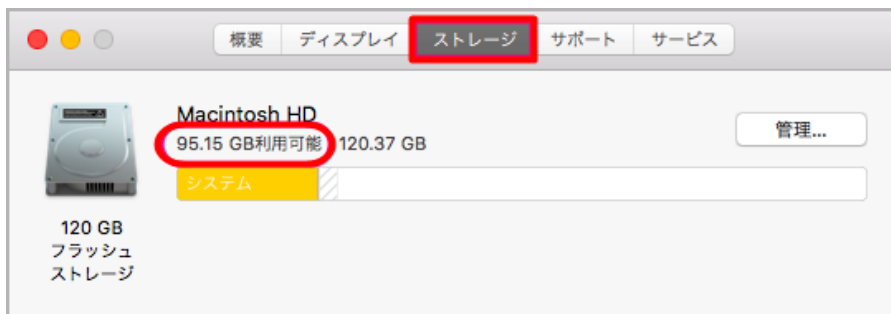 概要 ディスプレイ ストレージ サポート サービス
Macintosh HD
95.15 GB利用可能 120.37 GB
管理...
システム
120 GB
フラッシュ
ストレージ